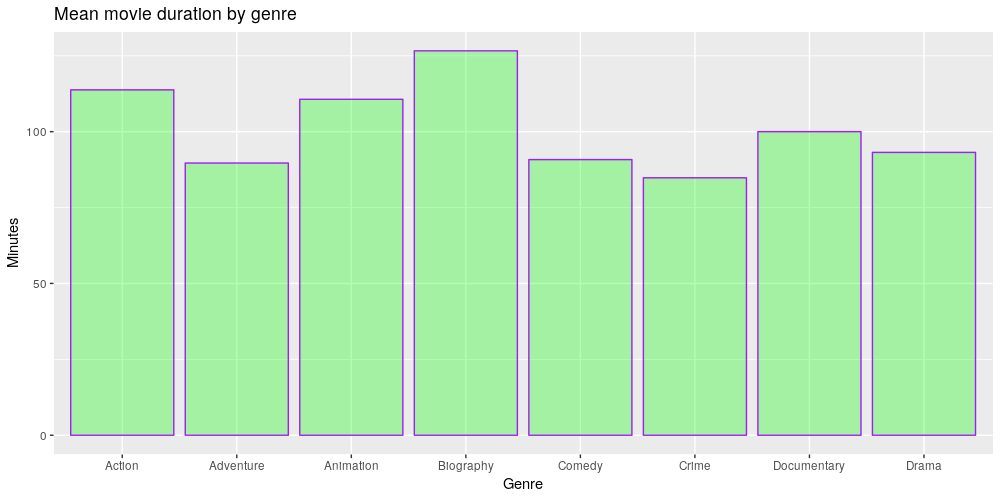 Mean movie duration by genre
Minutes
100
50
0
Action Adventure Animation Biography Comedy Crime Documentary Drama
Genre